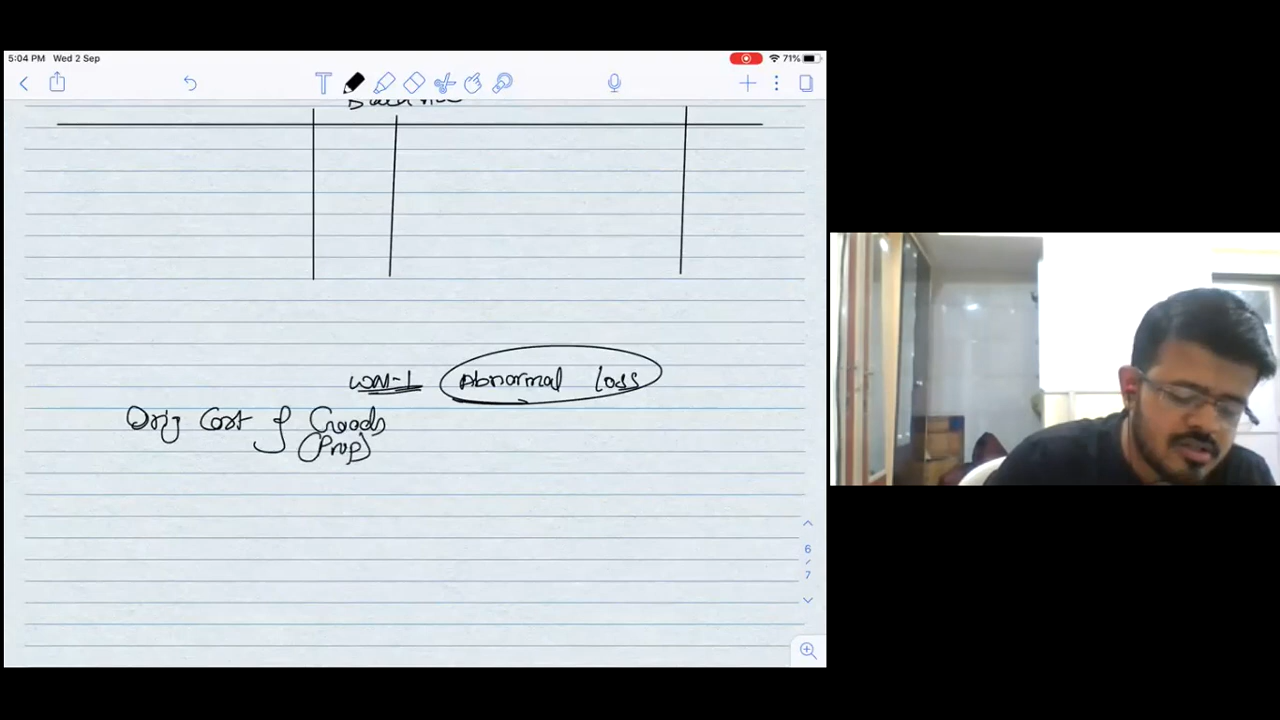 5:04 PM Wed 2 Sep
71%
T
WN-1 Abnormal loss
Orig Cost of Goods
(Prop)
6
7